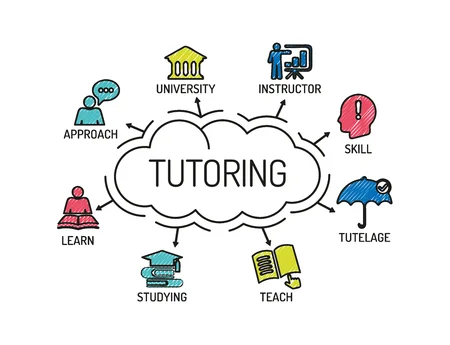 UNIVERSITY
INSTRUCTOR
APPROACH
SKILL
TUTORING
LEARN
TUTELAGE
STUDYING
TEACH